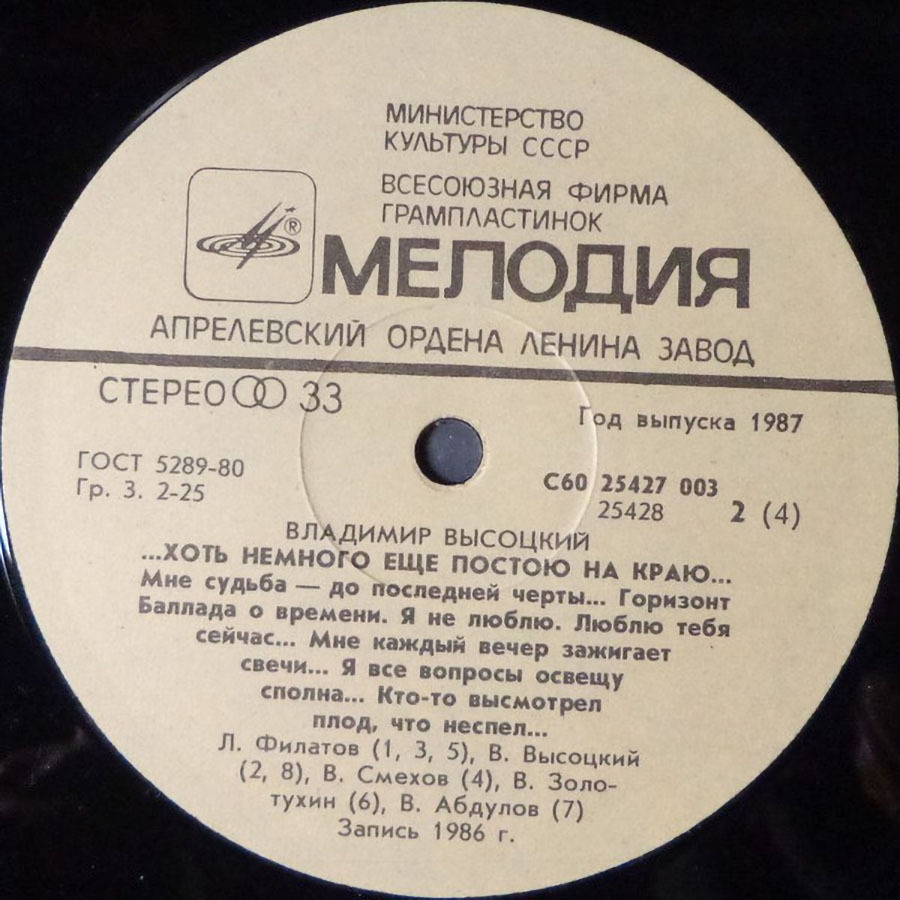 МИНИСТЕРСТВО
КУЛЬТУРЫ СССР
ВСЕСОЮЗНАЯ ФИРМА
ГРАМПЛАСТИНОК
®
МЕЛОДИЯ
АПРЕЛЕВСКИЙ ОРДЕНА ЛЕНИНА ЗАВОД
СТЕРЕО 33
Год выпуска 1987
ГОСТ 5289-80
Гр. 3. 2-25
С60 25427 003
25428 2 (4)
ВЛАДИМИР ВЫСОЦКИЙ
...ХОТЬ НЕМНОГО ЕЩЕ ПОСТОЮ НА КРАЮ...
Мне судьба — до последней черты... Горизонт
Баллада о времени. Я не люблю. Люблю тебя
сейчас... Мне каждый вечер зажигает
свечи... Я все вопросы освещу
сполна... Кто-то высмотрел
плод, что неспел...
Л. Филатов (1, 3, 5), В. Высоцкий
(2, 8), В. Смехов (4), В. Золо-
тухин (6), В. Абдулов (7)
Запись 1986 г.